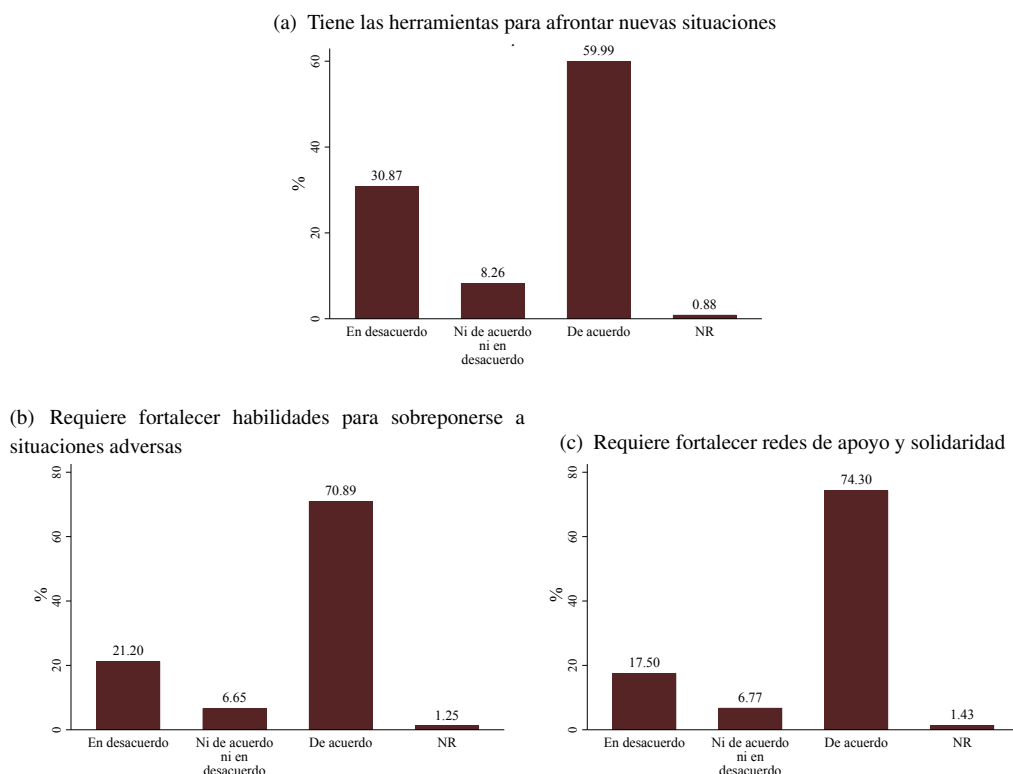 (a) Tiene las herramientas para afrontar nuevas situaciones
.
59.99
60
40
30.87
%
20
8.26
0.88
0
En desacuerdo
Ni de acuerdo
ni en
desacuerdo
De acuerdo
NR
(b) Requiere fortalecer habilidades para sobreponerse a
situaciones adversas
80
70.89
60
%
40
21.20
20
6.65
1.25
0
En desacuerdo
Ni de acuerdo
ni en
desacuerdo
De acuerdo
NR
(c) Requiere fortalecer redes de apoyo y solidaridad
80
74.30
60
%
40
17.50
20
6.77
1.43
0
En desacuerdo
Ni de acuerdo
ni en
desacuerdo
De acuerdo
NR